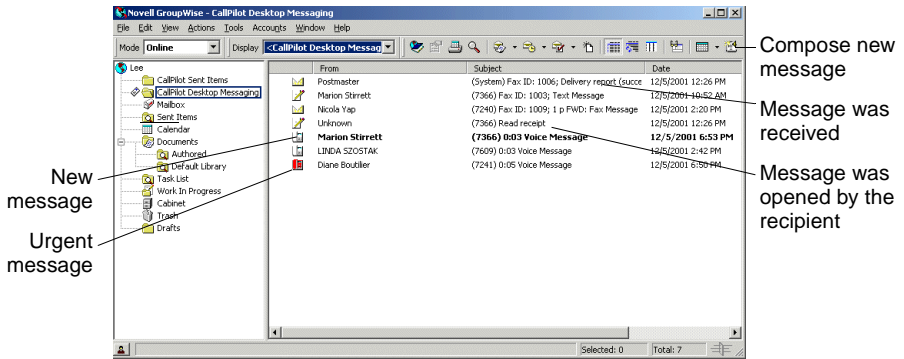 Novell GroupWise - CallPilot Desktop Messaging
File Edit View Actions Tools Accounts Window Help
Mode Online Display <CallPilot Desktop Messag
Lee
CallPilot Sent Items
CallPilot Desktop Messaging
Mailbox
Sent Items
Calendar
Documents
Authored
Default Library
Task List
Work In Progress
Cabinet
Trash
Drafts
From Subject Date
Postmaster (System) Fax ID: 1006; Delivery report (succe 12/5/2001 12:26 PM
Marion Stirrett (7366) Fax ID: 1003; Text Message 12/5/2001 10:52 AM
Nicola Yap (7240) Fax ID: 1009; 1 p FWD: Fax Message 12/5/2001 2:20 PM
Unknown (7366) Read receipt 12/5/2001 12:26 PM
Marion Stirrett (7366) 0:03 Voice Message 12/5/2001 6:53 PM
LINDA SZOSTAK (7609) 0:03 Voice Message 12/5/2001 2:42 PM
Diane Boutilier (7241) 0:05 Voice Message 12/5/2001 6:50 PM
Selected: 0 Total: 7
New
message
Urgent
message
Compose new
message
Message was
received
Message was
opened by the
recipient